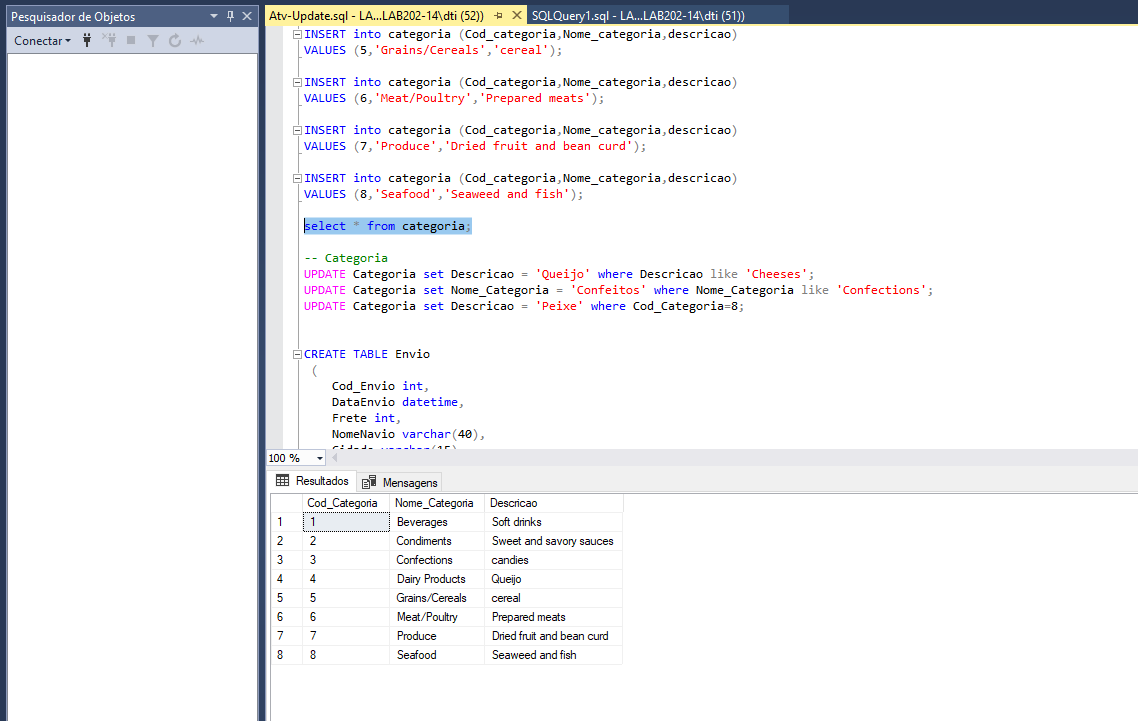 Pesquisador de Objetos
Conectar
Atv-Update.sql - LA...LAB202-14\dti (52))
SQLQuery1.sql - LA...LAB202-14\dti (51))
INSERT into categoria (Cod_categoria,Nome_categoria,descricao)
VALUES (5,'Grains/Cereals','cereal');
INSERT into categoria (Cod_categoria,Nome_categoria,descricao)
VALUES (6,'Meat/Poultry','Prepared meats');
INSERT into categoria (Cod_categoria,Nome_categoria,descricao)
VALUES (7,'Produce','Dried fruit and bean curd');
INSERT into categoria (Cod_categoria,Nome_categoria,descricao)
VALUES (8,'Seafood','Seaweed and fish');
select * from categoria;
-- Categoria
UPDATE Categoria set Descricao = 'Queijo' where Descricao like 'Cheeses';
UPDATE Categoria set Nome_Categoria = 'Confeitos' where Nome_Categoria like 'Confections';
UPDATE Categoria set Descricao = 'Peixe' where Cod_Categoria=8;
CREATE TABLE Envio
(
Cod_Envio int,
DataEnvio datetime,
Frete int,
NomeNavio varchar(40),
100 %
Resultados Mensagens
Cod_Categoria Nome_Categoria Descricao
1 1 Beverages Soft drinks
2 2 Condiments Sweet and savory sauces
3 3 Confections candies
4 4 Dairy Products Queijo
5 5 Grains/Cereals cereal
6 6 Meat/Poultry Prepared meats
7 7 Produce Dried fruit and bean curd
8 8 Seafood Seaweed and fish